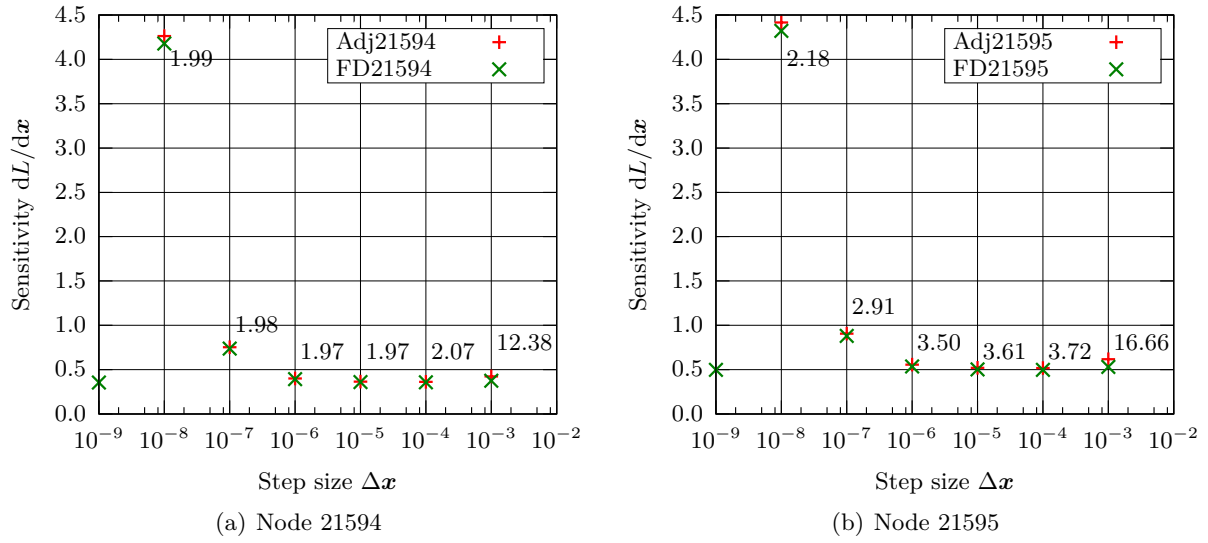 Sensitivity dL/dx
4.5
4.0
3.5
3.0
2.5
2.0
1.5
1.0
0.5
0.0
Adj21594
FD21594
1.99
1.98
1.97
1.97
2.07
12.38
10⁻⁹ 10⁻⁸ 10⁻⁷ 10⁻⁶ 10⁻⁵ 10⁻⁴ 10⁻³ 10⁻²
Step size Δx
(a) Node 21594
Sensitivity dL/dx
4.5
4.0
3.5
3.0
2.5
2.0
1.5
1.0
0.5
0.0
Adj21595
FD21595
2.18
2.91
3.50
3.61
3.72
16.66
10⁻⁹ 10⁻⁸ 10⁻⁷ 10⁻⁶ 10⁻⁵ 10⁻⁴ 10⁻³ 10⁻²
Step size Δx
(b) Node 21595